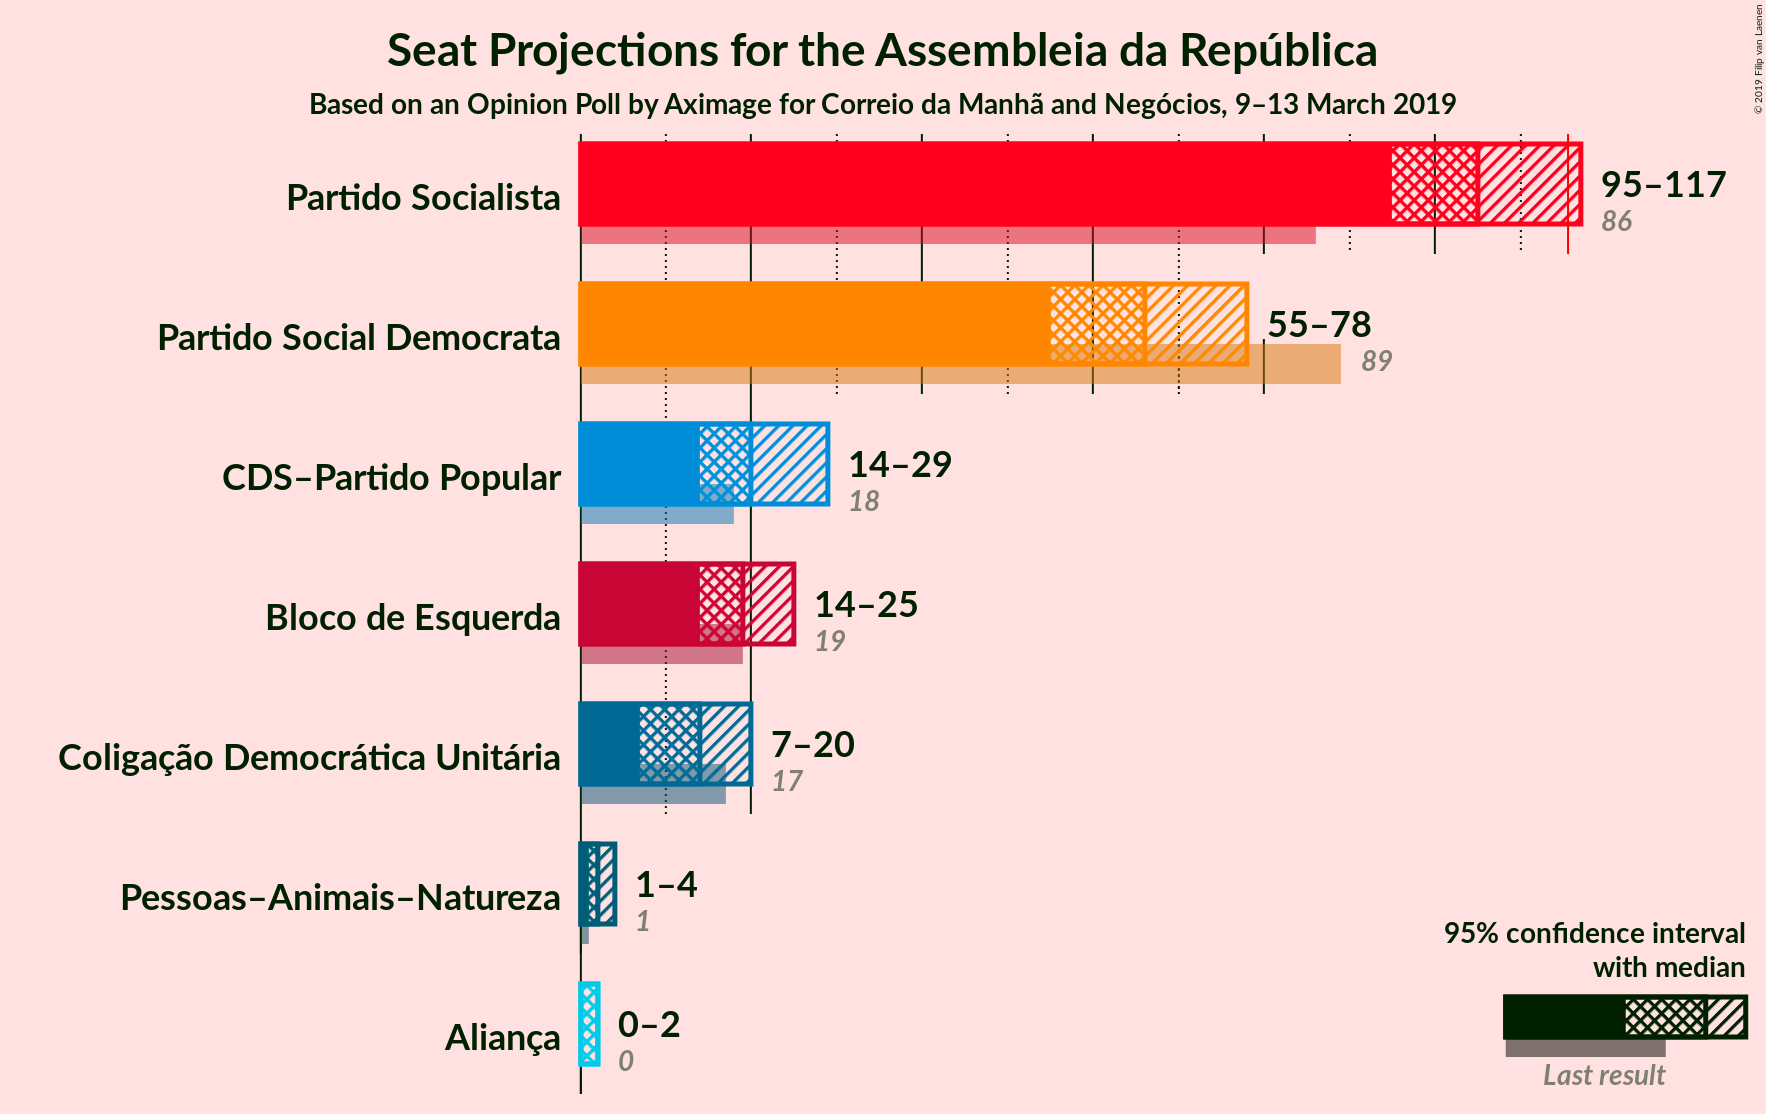 Seat Projections for the Assembleia da República
Based on an Opinion Poll by Aximage for Correio da Manhã and Negócios, 9–13 March 2019
© 2019 Filip van Laenen
Partido Socialista
95–117
86
Partido Social Democrata
55–78
89
CDS–Partido Popular
14–29
18
Bloco de Esquerda
14–25
19
Coligação Democrática Unitária
7–20
17
Pessoas–Animais–Natureza
1–4
1
Aliança
0–2
0
95% confidence interval
with median
Last result